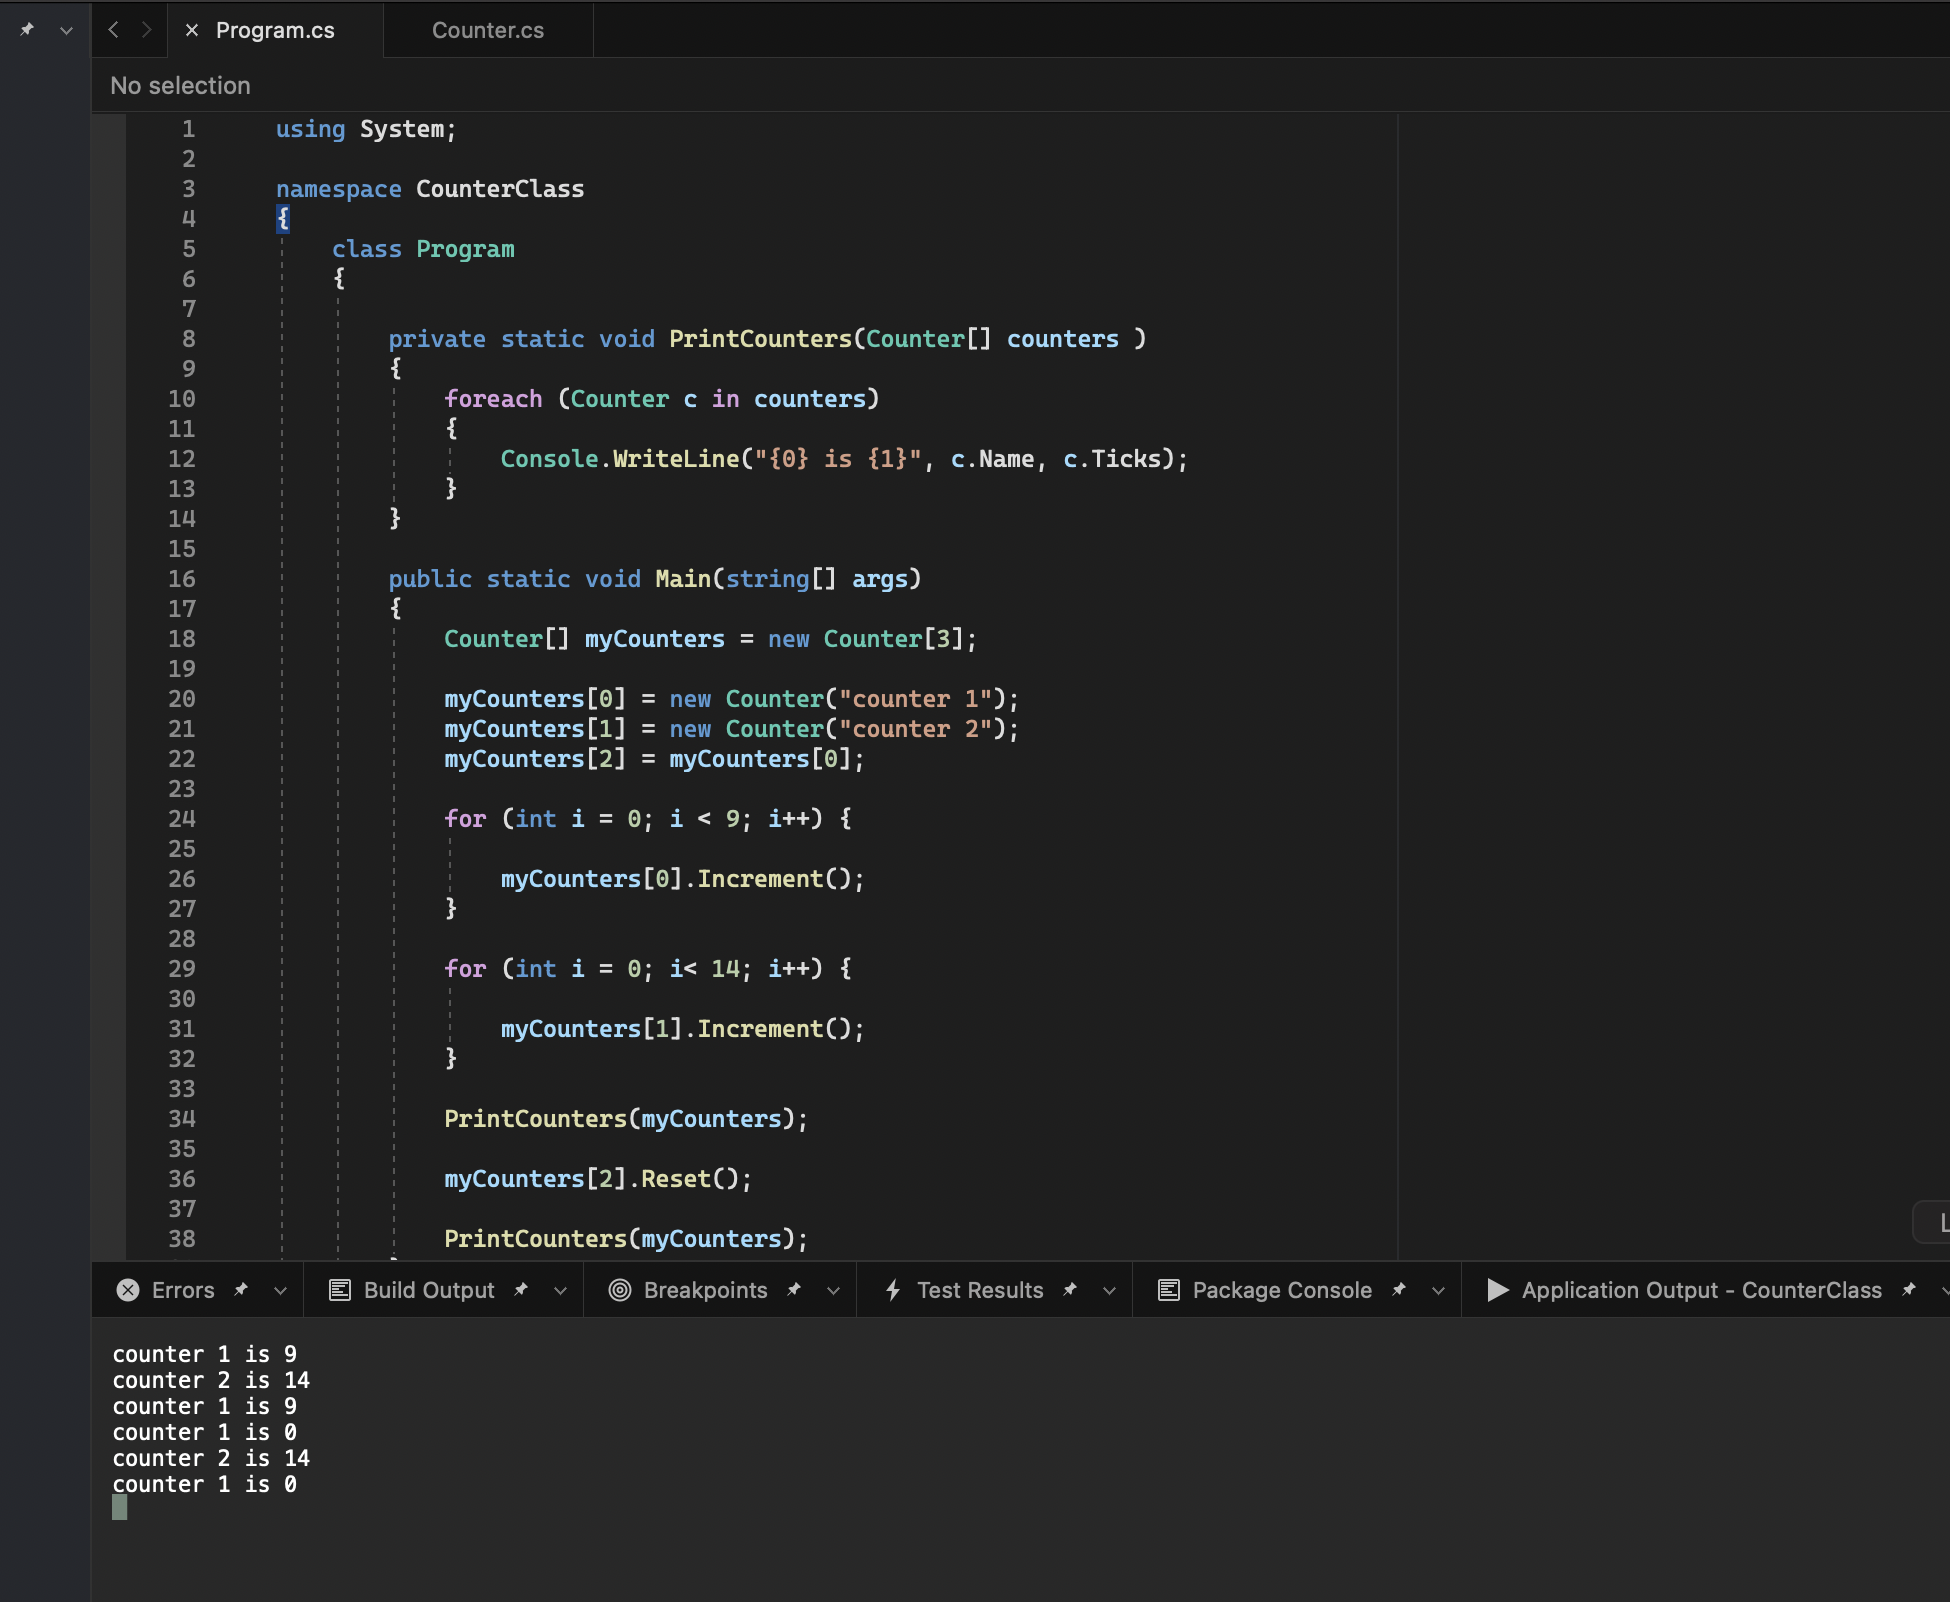 Program.cs Counter.cs
No selection
1 using System;
2
3 namespace CounterClass
4 {
5 class Program
6 {
7
8 private static void PrintCounters(Counter[] counters )
9 {
10 foreach (Counter c in counters)
11 {
12 Console.WriteLine("{0} is {1}", c.Name, c.Ticks);
13 }
14 }
15
16 public static void Main(string[] args)
17 {
18 Counter[] myCounters = new Counter[3];
19
20 myCounters[0] = new Counter("counter 1");
21 myCounters[1] = new Counter("counter 2");
22 myCounters[2] = myCounters[0];
23
24 for (int i = 0; i < 9; i++) {
25
26 myCounters[0].Increment();
27 }
28
29 for (int i = 0; i< 14; i++) {
30
31 myCounters[1].Increment();
32 }
33
34 PrintCounters(myCounters);
35
36 myCounters[2].Reset();
37
38 PrintCounters(myCounters);
Errors Build Output Breakpoints Test Results Package Console Application Output - CounterClass
counter 1 is 9
counter 2 is 14
counter 1 is 9
counter 1 is 0
counter 2 is 14
counter 1 is 0